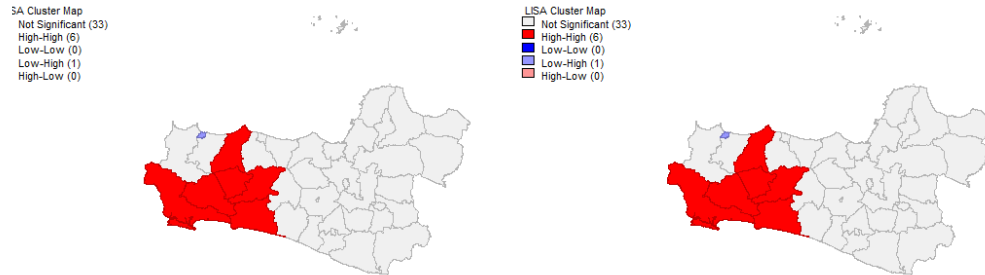 SA Cluster Map
Not Significant (33)
High-High (6)
Low-Low (0)
Low-High (1)
High-Low (0)
LISA Cluster Map
Not Significant (33)
High-High (6)
Low-Low (0)
Low-High (1)
High-Low (0)